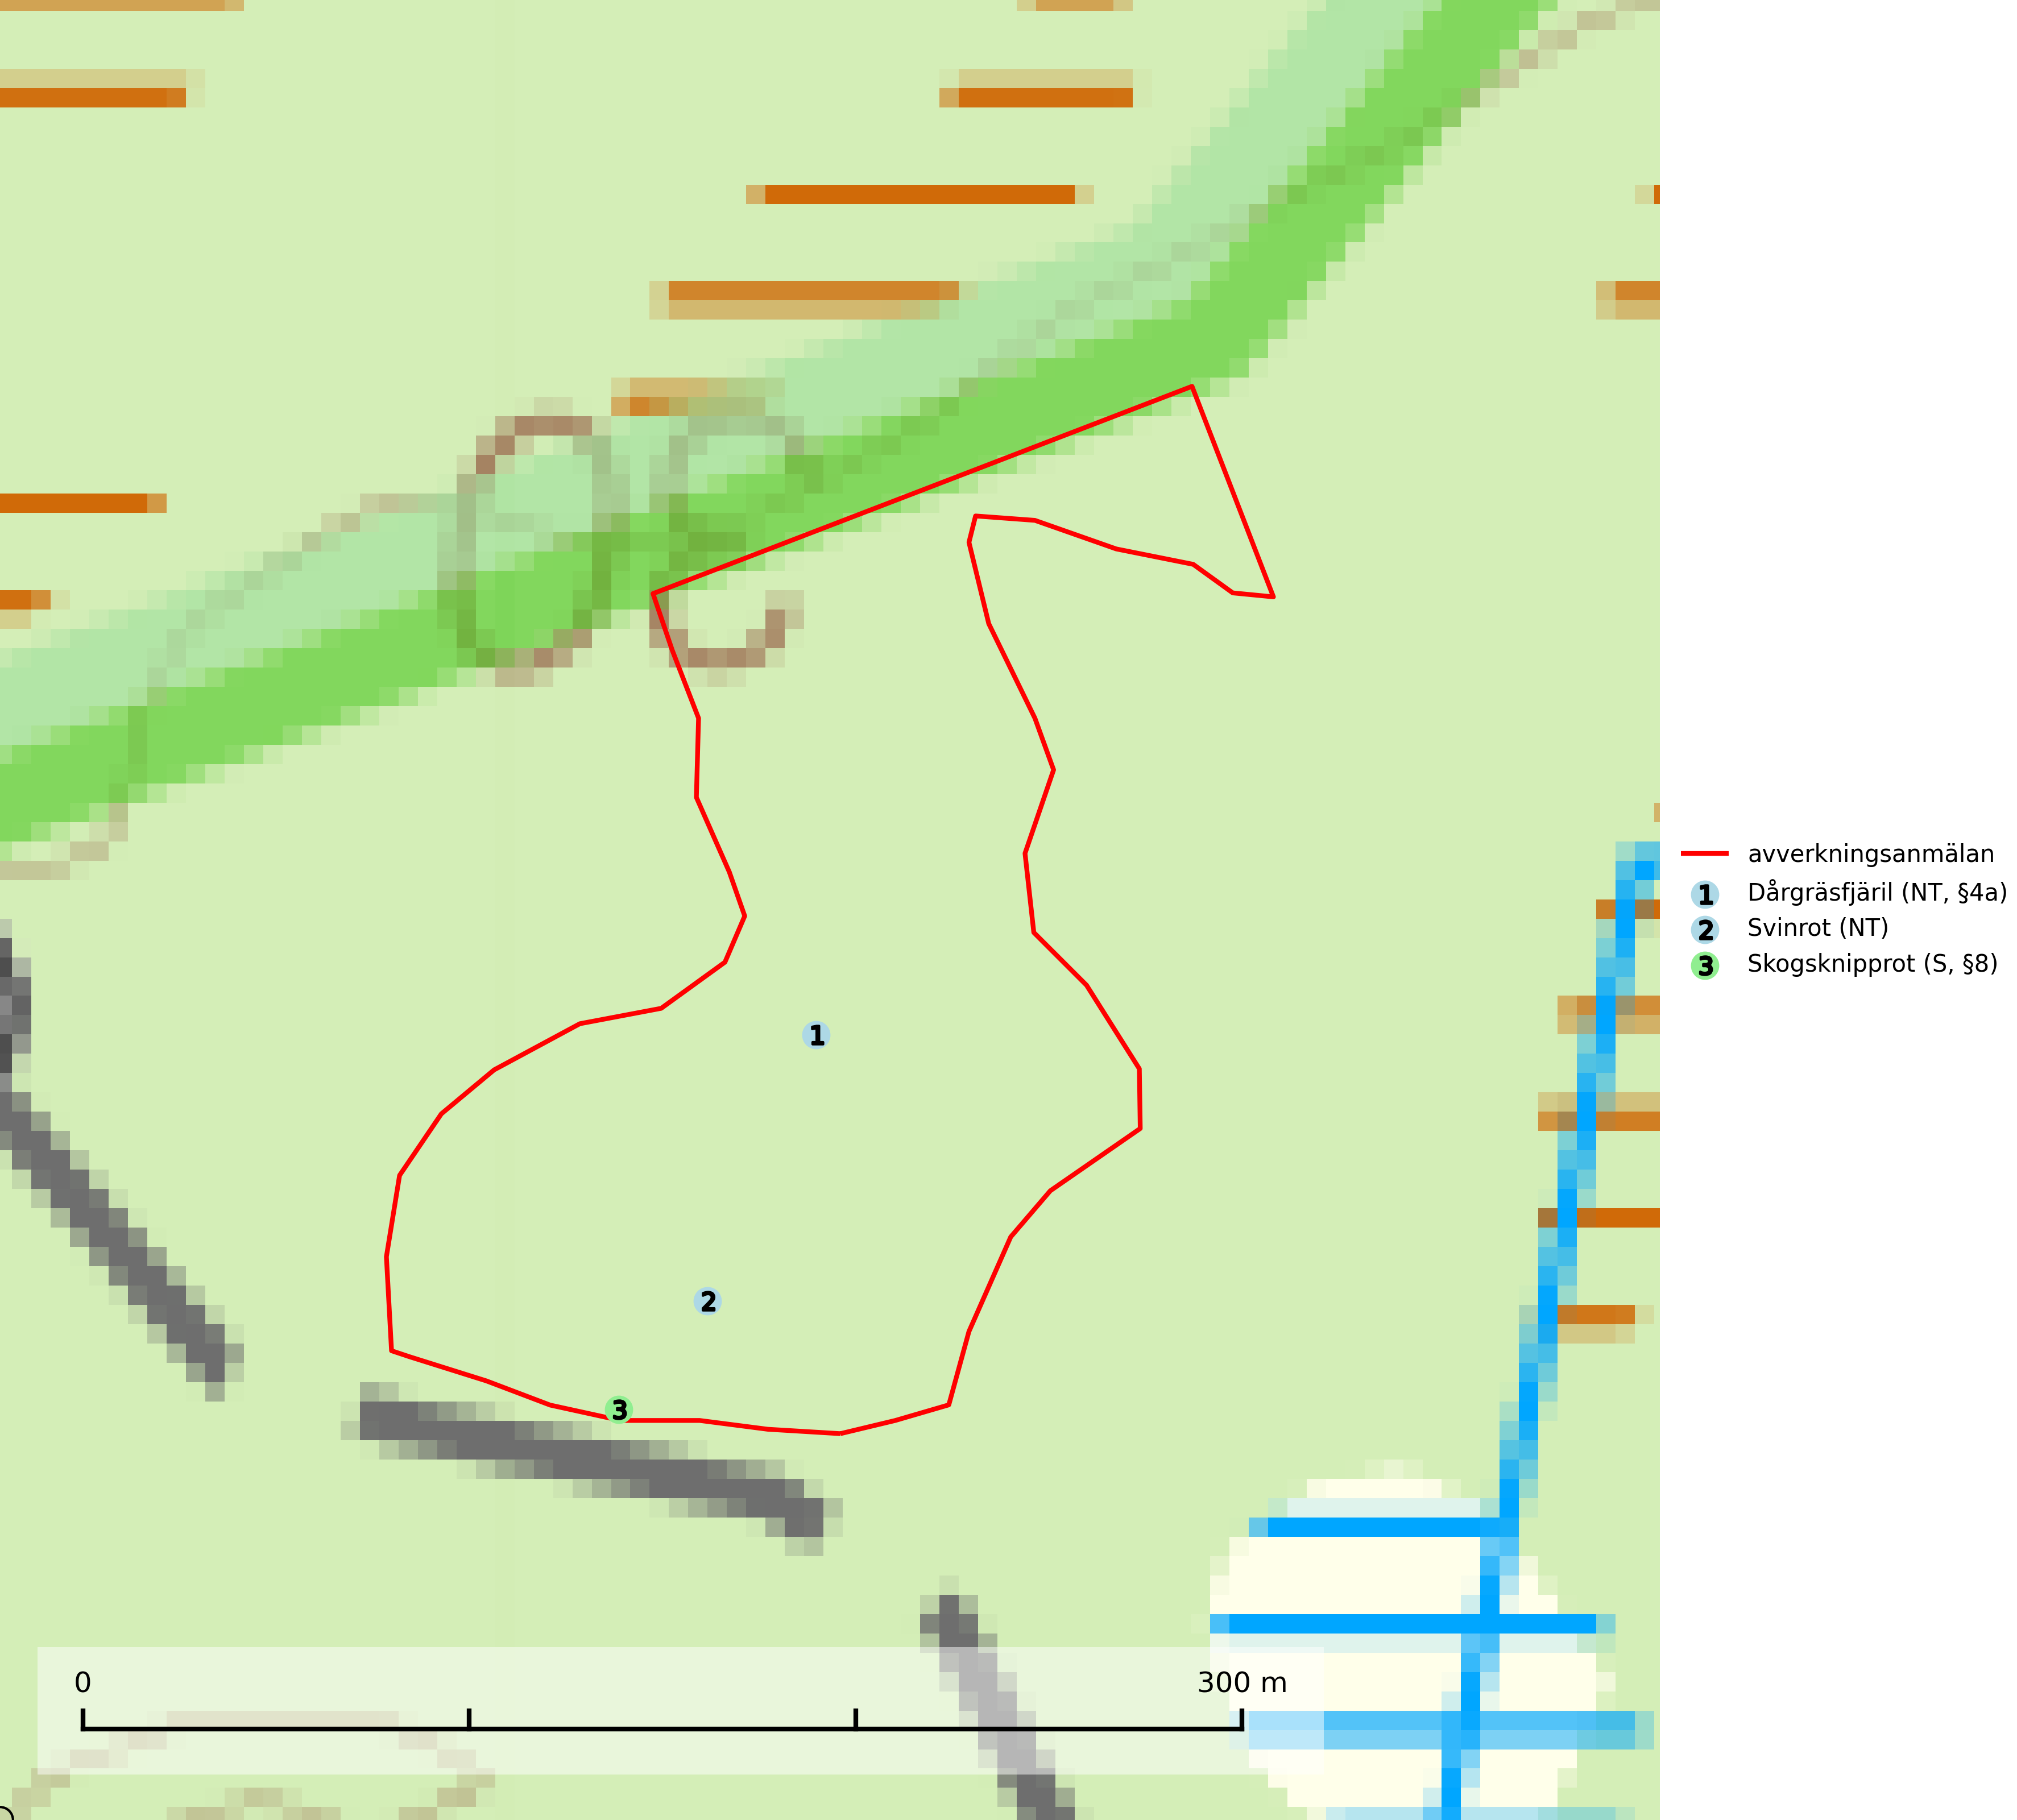 avverkningsanmälan
1 Dårgräsfjäril (NT, §4a)
2 Svinrot (NT)
3 Skogsknipprot (S, §8)
1
2
3
0 300 m